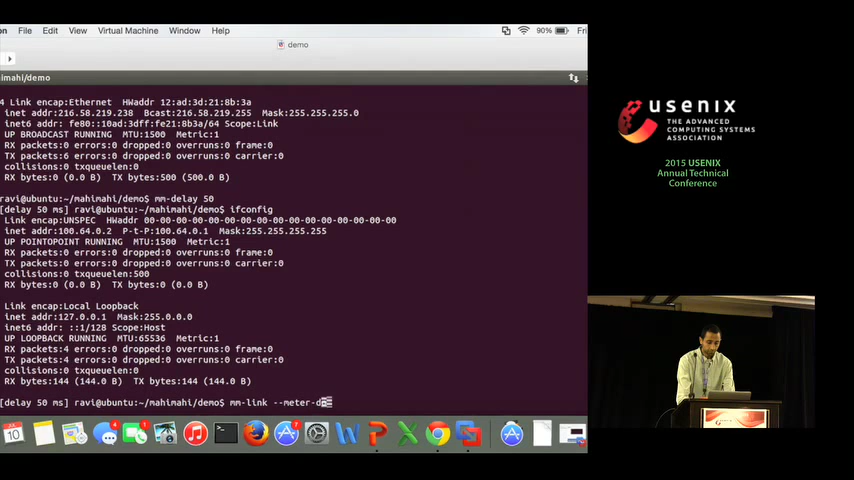 on File Edit View Virtual Machine Window Help 90% Fri
demo
imahi/demo
4 Link encap:Ethernet HWaddr 12:ad:3d:21:8b:3a
inet addr:216.58.219.238 Bcast:216.58.219.255 Mask:255.255.255.0
inet6 addr: fe80::10ad:3dff:fe21:8b3a/64 Scope:Link
UP BROADCAST RUNNING MTU:1500 Metric:1
RX packets:0 errors:0 dropped:0 overruns:0 frame:0
TX packets:6 errors:0 dropped:0 overruns:0 carrier:0
collisions:0 txqueuelen:0
RX bytes:0 (0.0 B) TX bytes:500 (500.0 B)
ravi@ubuntu:~/mahimahi/demo$ mm-delay 50
[delay 50 ms] ravi@ubuntu:~/mahimahi/demo$ ifconfig
Link encap:UNSPEC HWaddr 00-00-00-00-00-00-00-00-00-00-00-00-00-00-00-00
inet addr:100.64.0.2 P-t-P:100.64.0.1 Mask:255.255.255.255
UP POINTOPOINT RUNNING MTU:1500 Metric:1
RX packets:0 errors:0 dropped:0 overruns:0 frame:0
TX packets:0 errors:0 dropped:0 overruns:0 carrier:0
collisions:0 txqueuelen:500
RX bytes:0 (0.0 B) TX bytes:0 (0.0 B)
Link encap:Local Loopback
inet addr:127.0.0.1 Mask:255.0.0.0
inet6 addr: ::1/128 Scope:Host
UP LOOPBACK RUNNING MTU:65536 Metric:1
RX packets:4 errors:0 dropped:0 overruns:0 frame:0
TX packets:4 errors:0 dropped:0 overruns:0 carrier:0
collisions:0 txqueuelen:0
RX bytes:144 (144.0 B) TX bytes:144 (144.0 B)
[delay 50 ms] ravi@ubuntu:~/mahimahi/demo$ mm-link --meter-d
10
4
1
7
usenix
THE ADVANCED
COMPUTING SYSTEMS
ASSOCIATION
2015 USENIX
Annual Technical
Conference